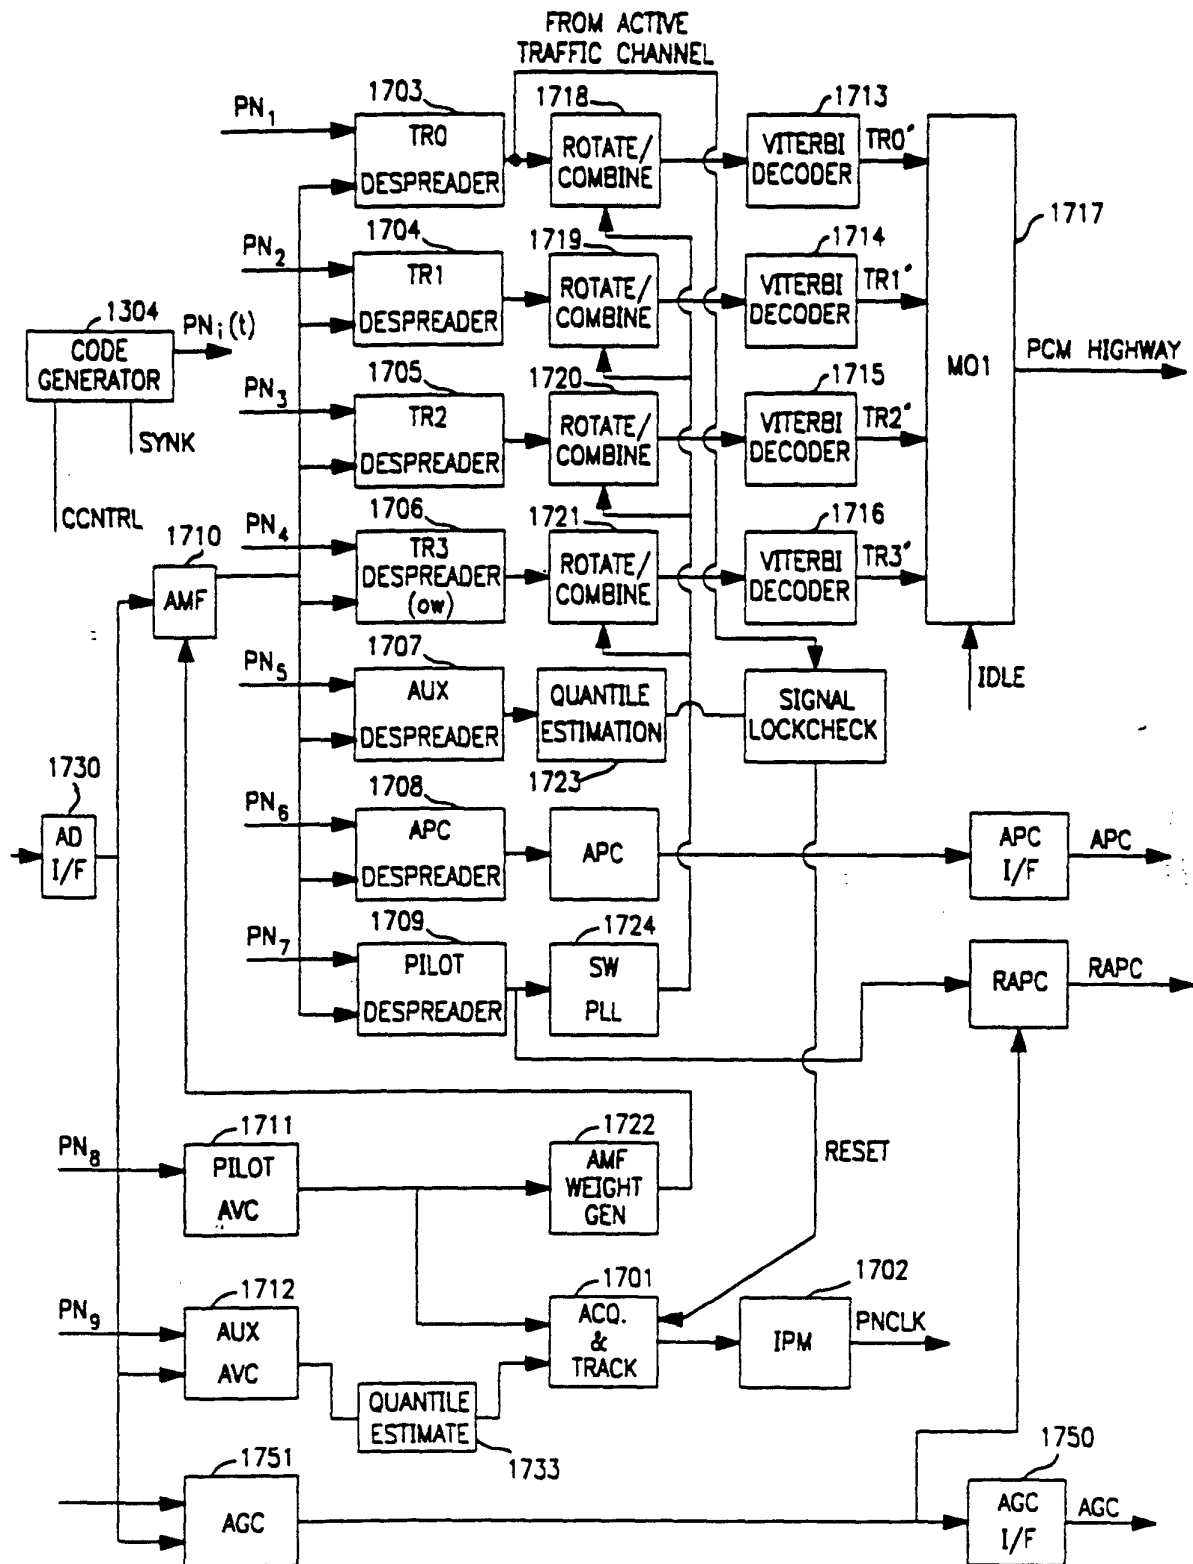 FROM ACTIVE
TRAFFIC CHANNEL
PN1
1703
TR0
DESPREADER
1718
ROTATE/
COMBINE
1713
VITERBI
DECODER
TR0'
1717
MO1
PCM HIGHWAY
PN2
1704
TR1
DESPREADER
1719
ROTATE/
COMBINE
1714
VITERBI
DECODER
TR1'
1304
CODE
GENERATOR
PNi(t)
SYNK
CCNTRL
PN3
1705
TR2
DESPREADER
1720
ROTATE/
COMBINE
1715
VITERBI
DECODER
TR2'
PN4
1706
TR3
DESPREADER
(OW)
1721
ROTATE/
COMBINE
1716
VITERBI
DECODER
TR3'
1710
AMF
IDLE
PN5
1707
AUX
DESPREADER
QUANTILE
ESTIMATION
1723
SIGNAL
LOCKCHECK
1730
AD
I/F
PN6
1708
APC
DESPREADER
APC
APC
I/F
APC
PN7
1709
PILOT
DESPREADER
1724
SW
PLL
RAPC
RAPC
PN8
1711
PILOT
AVC
1722
AMF
WEIGHT
GEN
RESET
PN9
1712
AUX
AVC
QUANTILE
ESTIMATE
1733
1701
ACQ.
&
TRACK
1702
IPM
PNCLK
1751
AGC
1750
AGC
I/F
AGC